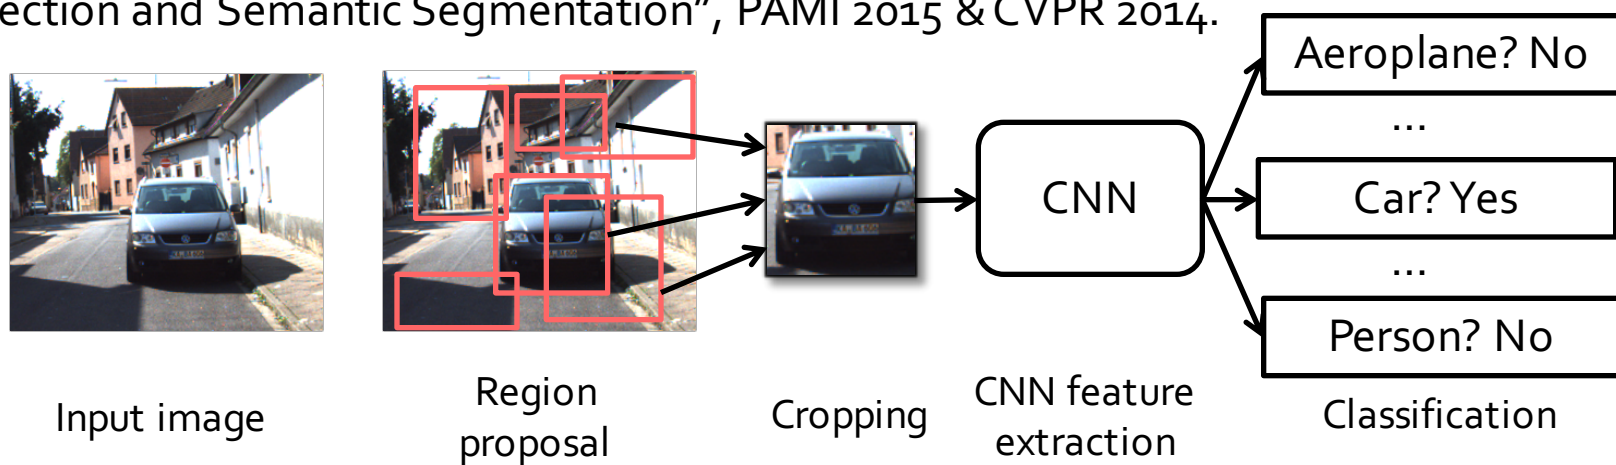 ection and Semantic Segmentation", PAMI 2015 & CVPR 2014.
Aeroplane? No
...
CNN
Car? Yes
...
Person? No
Input image
Region
proposal
Cropping
CNN feature
extraction
Classification